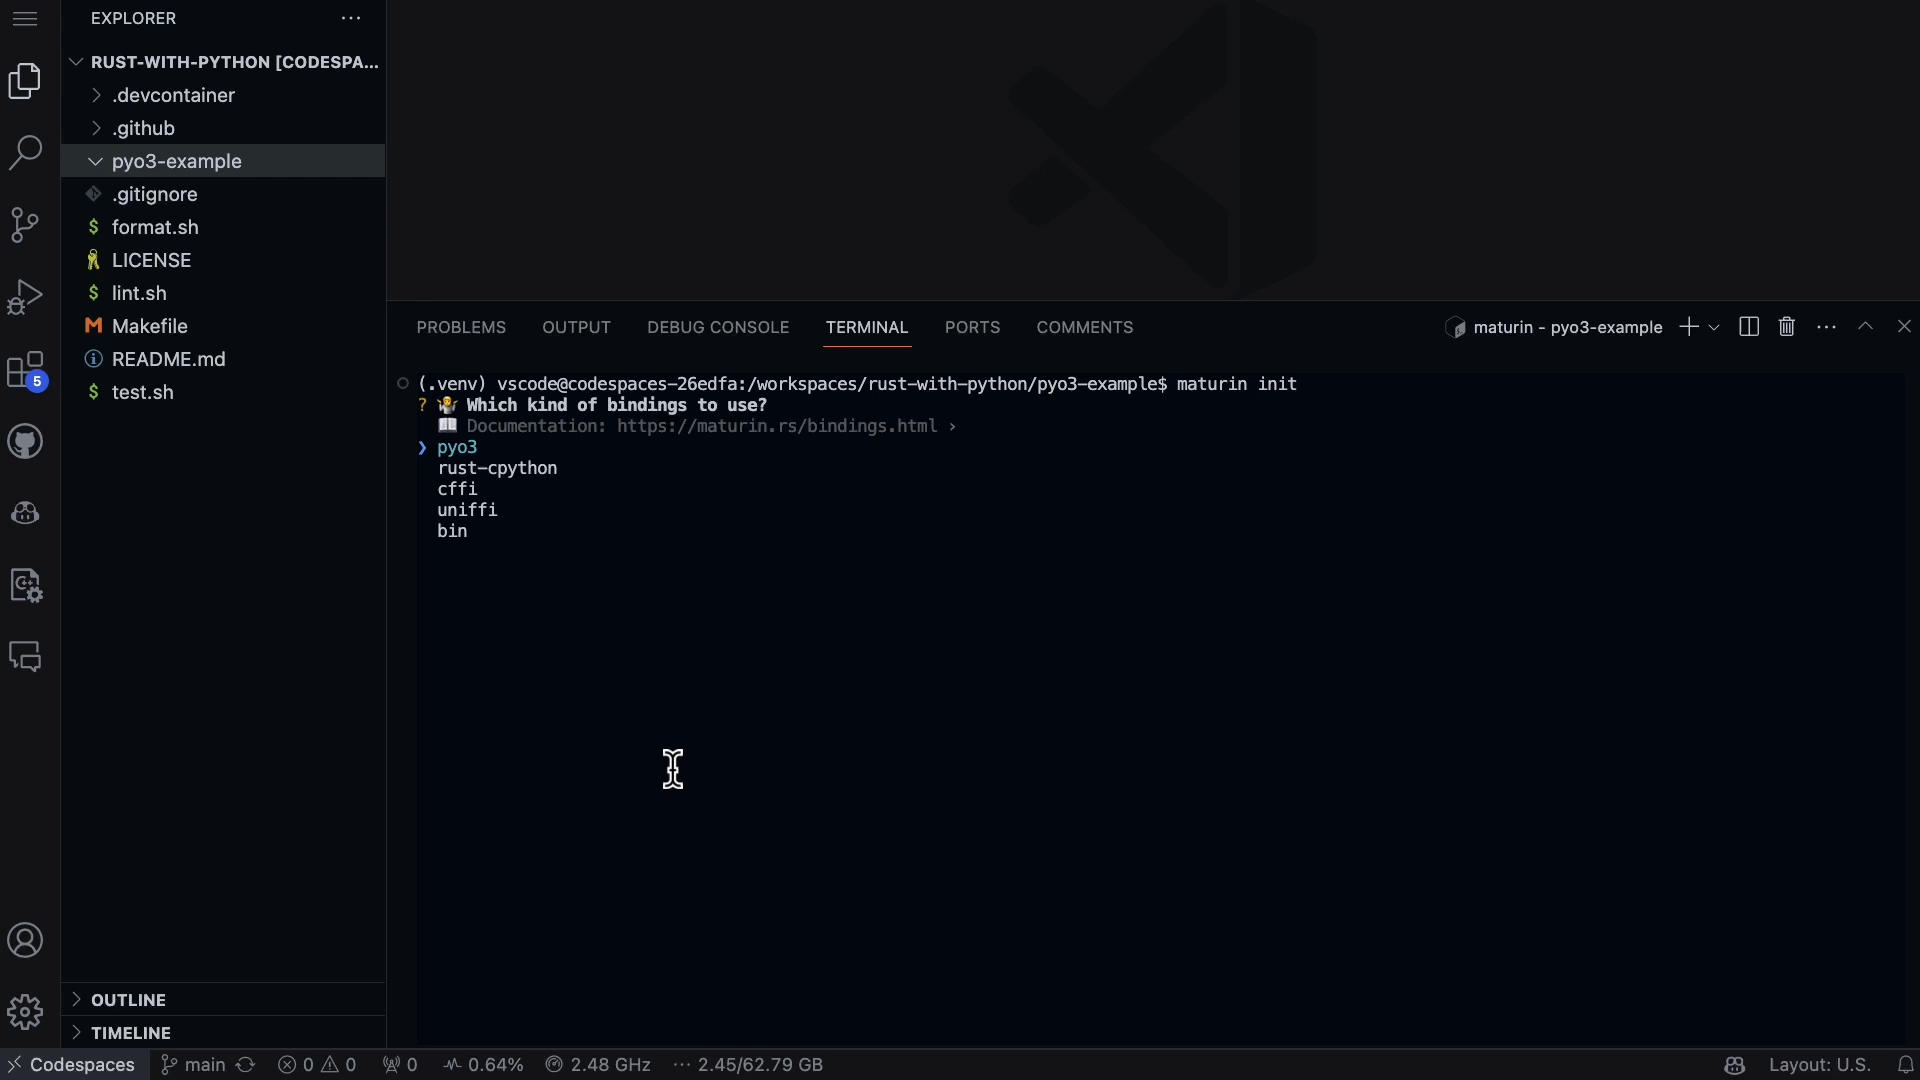 EXPLORER
RUST-WITH-PYTHON [CODESPA...
.devcontainer
.github
pyo3-example
.gitignore
format.sh
LICENSE
lint.sh
Makefile
README.md
test.sh
5
OUTLINE
TIMELINE
PROBLEMS OUTPUT DEBUG CONSOLE TERMINAL PORTS COMMENTS
maturin - pyo3-example
(.venv) vscode@codespaces-26edfa:/workspaces/rust-with-python/pyo3-example$ maturin init
? 🤷 Which kind of bindings to use?
📖 Documentation: https://maturin.rs/bindings.html ›
❯ pyo3
rust-cpython
cffi
uniffi
bin
Codespaces main 0 0 0 0.64% 2.48 GHz ··· 2.45/62.79 GB Layout: U.S.